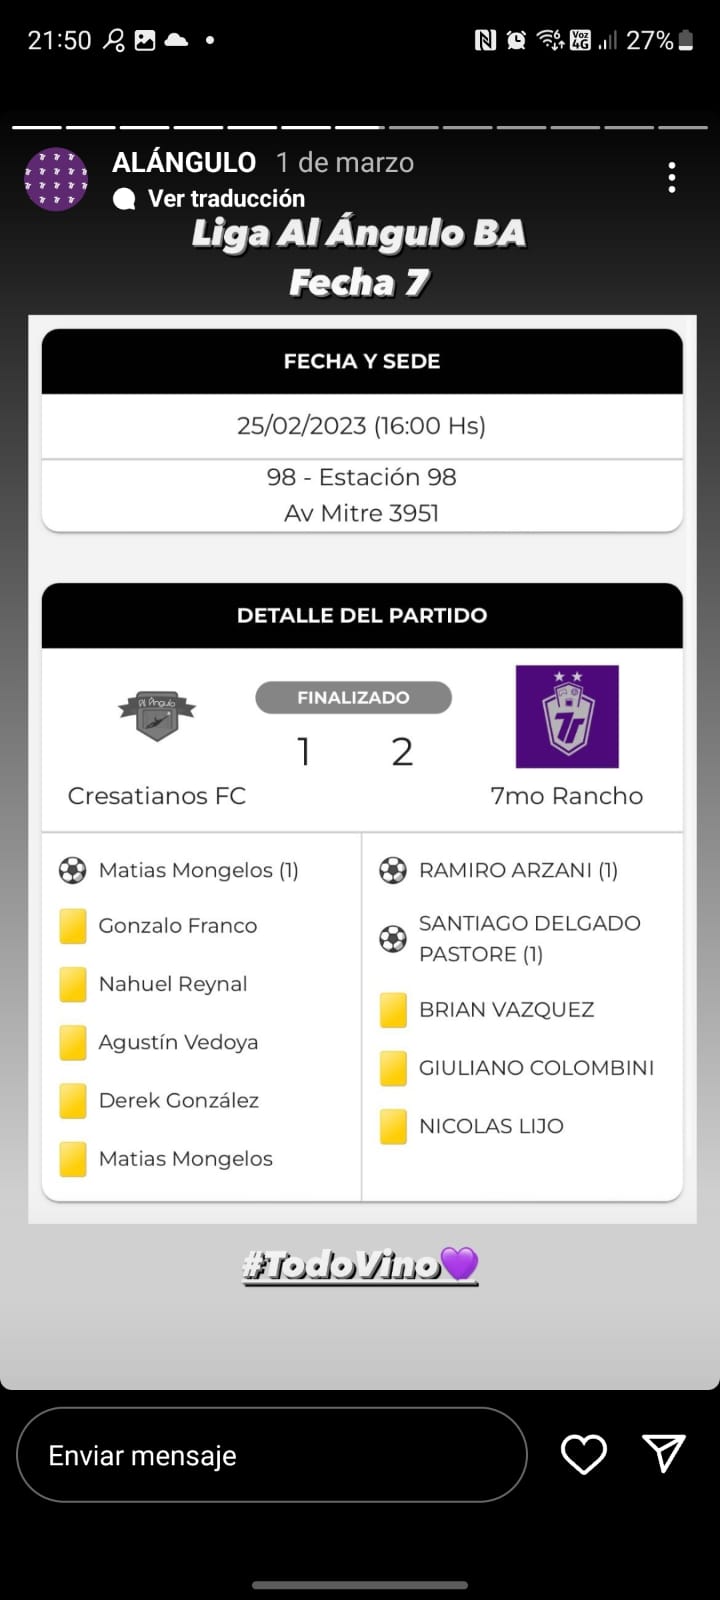 21:50
Voz
4G
27%
ALÁNGULO 1 de marzo
Ver traducción
Liga Al Ángulo BA
Fecha 7
FECHA Y SEDE
25/02/2023 (16:00 Hs)
98 - Estación 98
Av Mitre 3951
DETALLE DEL PARTIDO
Al Ángulo
FINALIZADO
1 2
Cresatianos FC
7mo Rancho
Matias Mongelos (1)
Gonzalo Franco
Nahuel Reynal
Agustín Vedoya
Derek González
Matias Mongelos
RAMIRO ARZANI (1)
SANTIAGO DELGADO
PASTORE (1)
BRIAN VAZQUEZ
GIULIANO COLOMBINI
NICOLAS LIJO
#TodoVino💜
Enviar mensaje